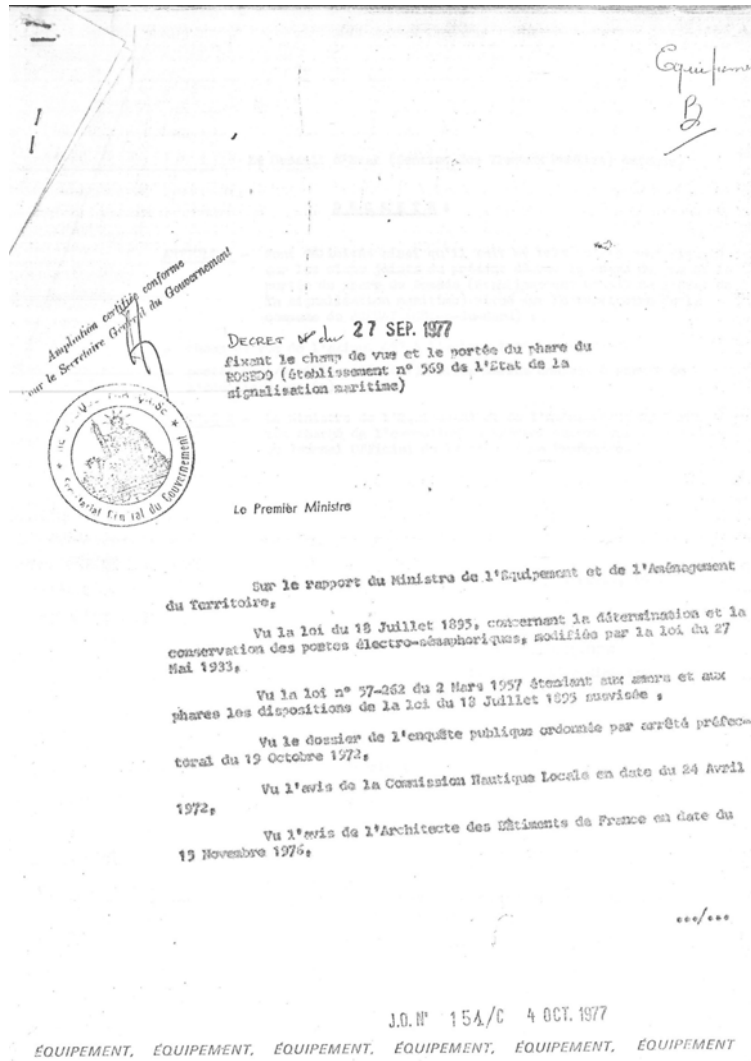 Equipeme
B
Ampliation certifiée conforme
pour le Secrétaire Général du Gouvernement
DECRET N° du 27 SEP. 1977
fixant le champ de vue et le portée du phare du
ROSEDO (établissement n° 569 de l'Etat de la
signalisation maritime)
Secrétariat Général du Gouvernement
Le Premier Ministre
Sur le rapport du Ministre de l'Equipement et de l'Aménagement
du Territoire,
Vu la loi du 18 Juillet 1895, concernant la détermination et la
conservation des postes électro-sémaphoriques, modifiée par la loi du 27
Mai 1933,
Vu la loi n° 57-262 du 2 Mars 1957 étendant aux amers et aux
phares les dispositions de la loi du 18 Juillet 1895 susvisée ,
Vu le dossier de l'enquête publique ordonnée par arrêté préfec-
toral du 19 Octobre 1972,
Vu l'avis de la Commission Nautique Locale en date du 24 Avril
1972,
Vu l'avis de l'Architecte des Bâtiments de France en date du
Novembre 1976,
.../...
J.O. N° 151/C 4 OCT. 1977
ÉQUIPEMENT, ÉQUIPEMENT, ÉQUIPEMENT, ÉQUIPEMENT, ÉQUIPEMENT, ÉQUIPEMENT